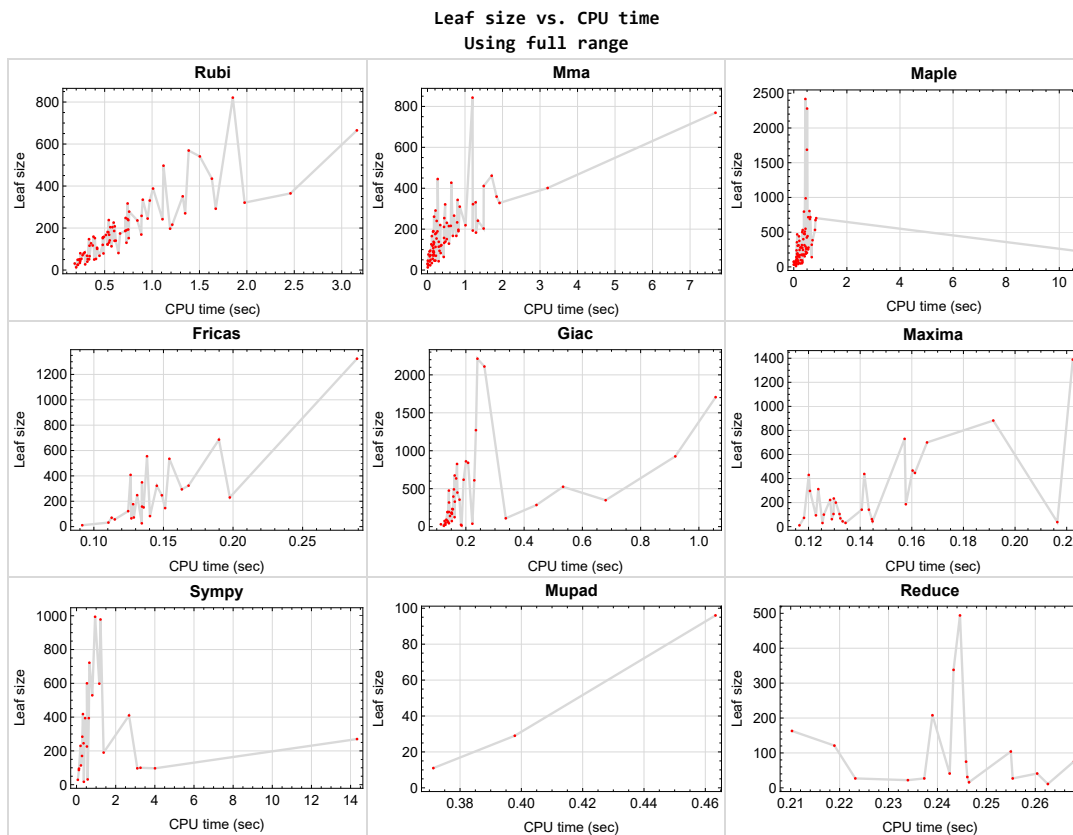 Leaf size vs. CPU time
Using full range
Rubi
Leaf size
800
600
400
200
0
0.5 1.0 1.5 2.0 2.5 3.0
CPU time (sec)
Mma
Leaf size
800
600
400
200
0
0 1 2 3 4 5 6 7
CPU time (sec)
Maple
Leaf size
2500
2000
1500
1000
500
0
0 2 4 6 8 10
CPU time (sec)
Fricas
Leaf size
1200
1000
800
600
400
200
0
0.10 0.15 0.20 0.25
CPU time (sec)
Giac
Leaf size
2000
1500
1000
500
0
0.2 0.4 0.6 0.8 1.0
CPU time (sec)
Maxima
Leaf size
1400
1200
1000
800
600
400
200
0
0.12 0.14 0.16 0.18 0.20
CPU time (sec)
Sympy
Leaf size
1000
800
600
400
200
0
0 2 4 6 8 10 12 14
CPU time (sec)
Mupad
Leaf size
100
80
60
40
20
0
0.38 0.40 0.42 0.44 0.46
CPU time (sec)
Reduce
Leaf size
500
400
300
200
100
0
0.21 0.22 0.23 0.24 0.25 0.26
CPU time (sec)